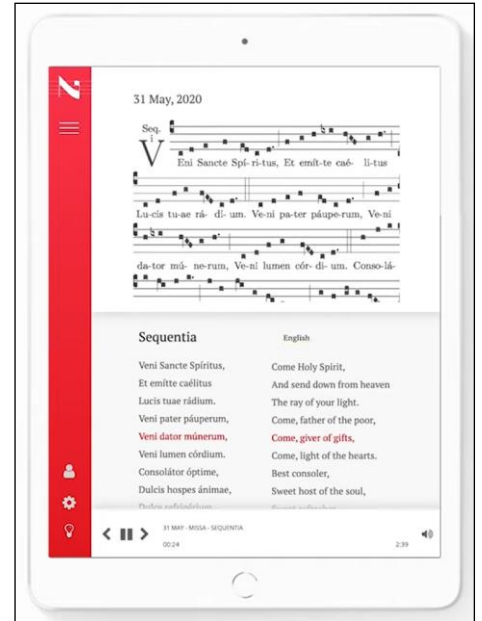 31 May, 2020
Seq.
i
V Eni Sancte Spí- ri-tus, Et emít-te caé- li-tus
Lu-cis tu-ae rá- di- um. Ve-ni pa-ter páupe-rum, Ve-ni
da-tor mú- ne-rum, Ve-ni lumen cór- di- um. Conso-lá-
Sequentia
English
Veni Sancte Spíritus,
Come Holy Spirit,
Et emítte caélitus
And send down from heaven
Lucis tuae rádium.
The ray of your light.
Veni pater páuperum,
Come, father of the poor,
Veni dator múnerum,
Come, giver of gifts,
Veni lumen córdium.
Come, light of the hearts.
Consolátor óptime,
Best consoler,
Dulcis hospes ánimae,
Sweet host of the soul,
31 MAY - MISSA - SEQUENTIA
00:24
2:39